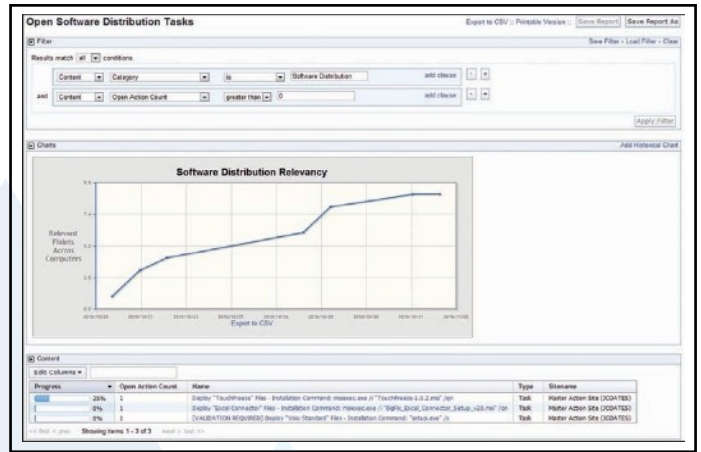 Open Software Distribution Tasks
Export to CSV :: Printable Version :: Save Report Save Report As
Filter
Save Filter - Load Filter - Clear
Results match all conditions.
Content Category is Software Distribution add clause - +
and Content Open Action Count greater than 0 add clause - +
Apply Filter
Charts
Add Historical Chart
Software Distribution Relevancy
Relevant
Fixlets
Across
Computers
Export to CSV
Content
Edit Columns
Progress Open Action Count Name Type Sitename
25% 1 Deploy "TouchFreeze" Files - Installation Command: msiexec.exe /i "TouchFreeze-1.0.2.msi" /qn Task Master Action Site (JCOATES)
0% 1 Deploy "Excel Connector" Files - Installation Command: msiexec.exe /i "BigFix_Excel_Connector_Setup_v28.msi" /qn Task Master Action Site (JCOATES)
0% 1 [VALIDATION REQUIRED] Deploy "Visio Standard" Files - Installation Command: "setup.exe" /s Task Master Action Site (JCOATES)
<< first < prev Showing items 1 - 3 of 3 next > last >>